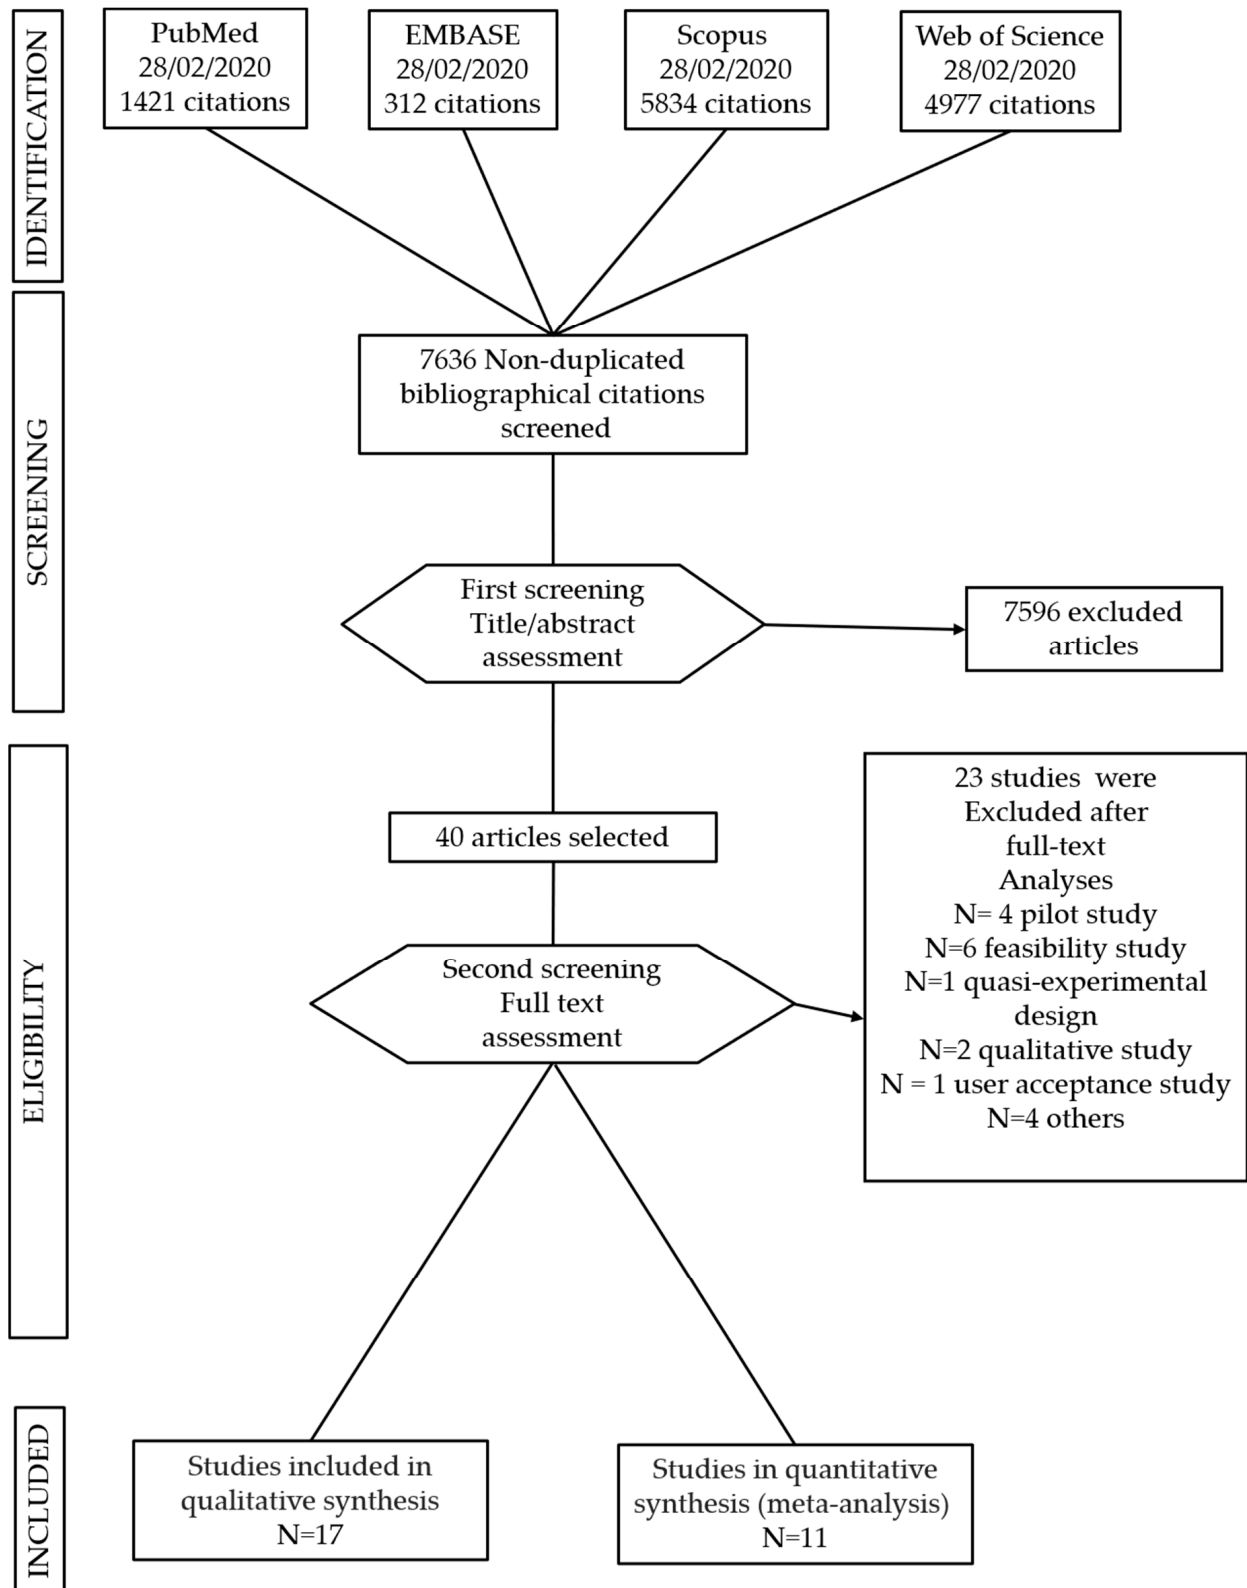 IDENTIFICATION
PubMed
28/02/2020
1421 citations
EMBASE
28/02/2020
312 citations
Scopus
28/02/2020
5834 citations
Web of Science
28/02/2020
4977 citations
SCREENING
7636 Non-duplicated
bibliographical citations
screened
First screening
Title/abstract
assessment
7596 excluded
articles
ELIGIBILITY
40 articles selected
Second screening
Full text
assessment
23 studies  were
Excluded after
full-text
Analyses
N= 4 pilot study
N=6 feasibility study
N=1 quasi-experimental
design
N=2 qualitative study
N = 1 user acceptance study
N=4 others
INCLUDED
Studies included in
qualitative synthesis
N=17
Studies in quantitative
synthesis (meta-analysis)
N=11